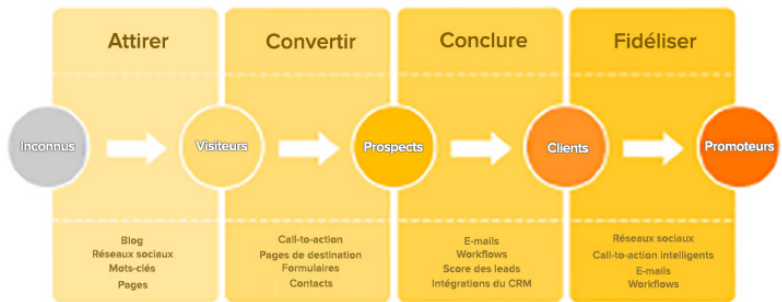 Attirer
Convertir
Conclure
Fidéliser
Inconnus
Visiteurs
Prospects
Clients
Promoteurs
Blog
Réseaux sociaux
Mots-clés
Pages
Call-to-action
Pages de destination
Formulaires
Contacts
E-mails
Workflows
Score des leads
Intégrations du CRM
Réseaux sociaux
Call-to-action intelligents
E-mails
Workflows